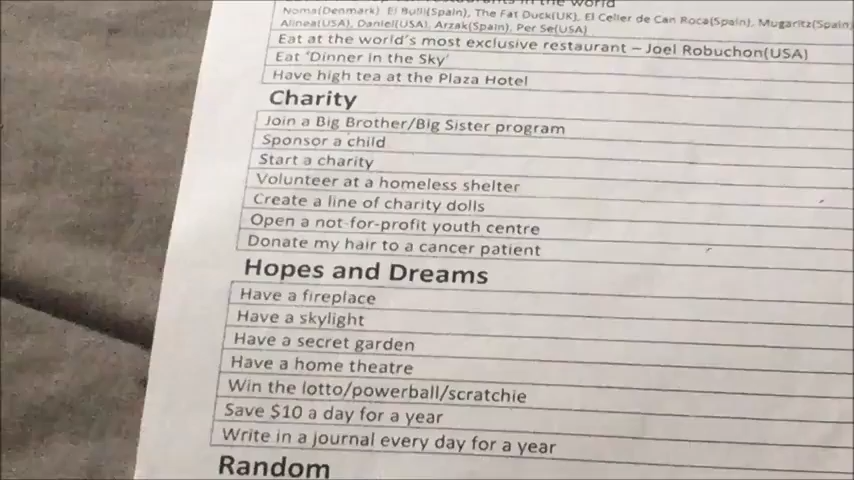 restaurants in the world
Noma(Denmark) El Bulli(Spain), The Fat Duck(UK), El Celler de Can Roca(Spain), Mugaritz(Spain)
Alinea(USA), Daniel(USA), Arzak(Spain), Per Se(USA)
Eat at the world's most exclusive restaurant – Joel Robuchon(USA)
Eat 'Dinner in the Sky'
Have high tea at the Plaza Hotel
Charity
Join a Big Brother/Big Sister program
Sponsor a child
Start a charity
Volunteer at a homeless shelter
Create a line of charity dolls
Open a not-for-profit youth centre
Donate my hair to a cancer patient
Hopes and Dreams
Have a fireplace
Have a skylight
Have a secret garden
Have a home theatre
Win the lotto/powerball/scratchie
Save $10 a day for a year
Write in a journal every day for a year
Random